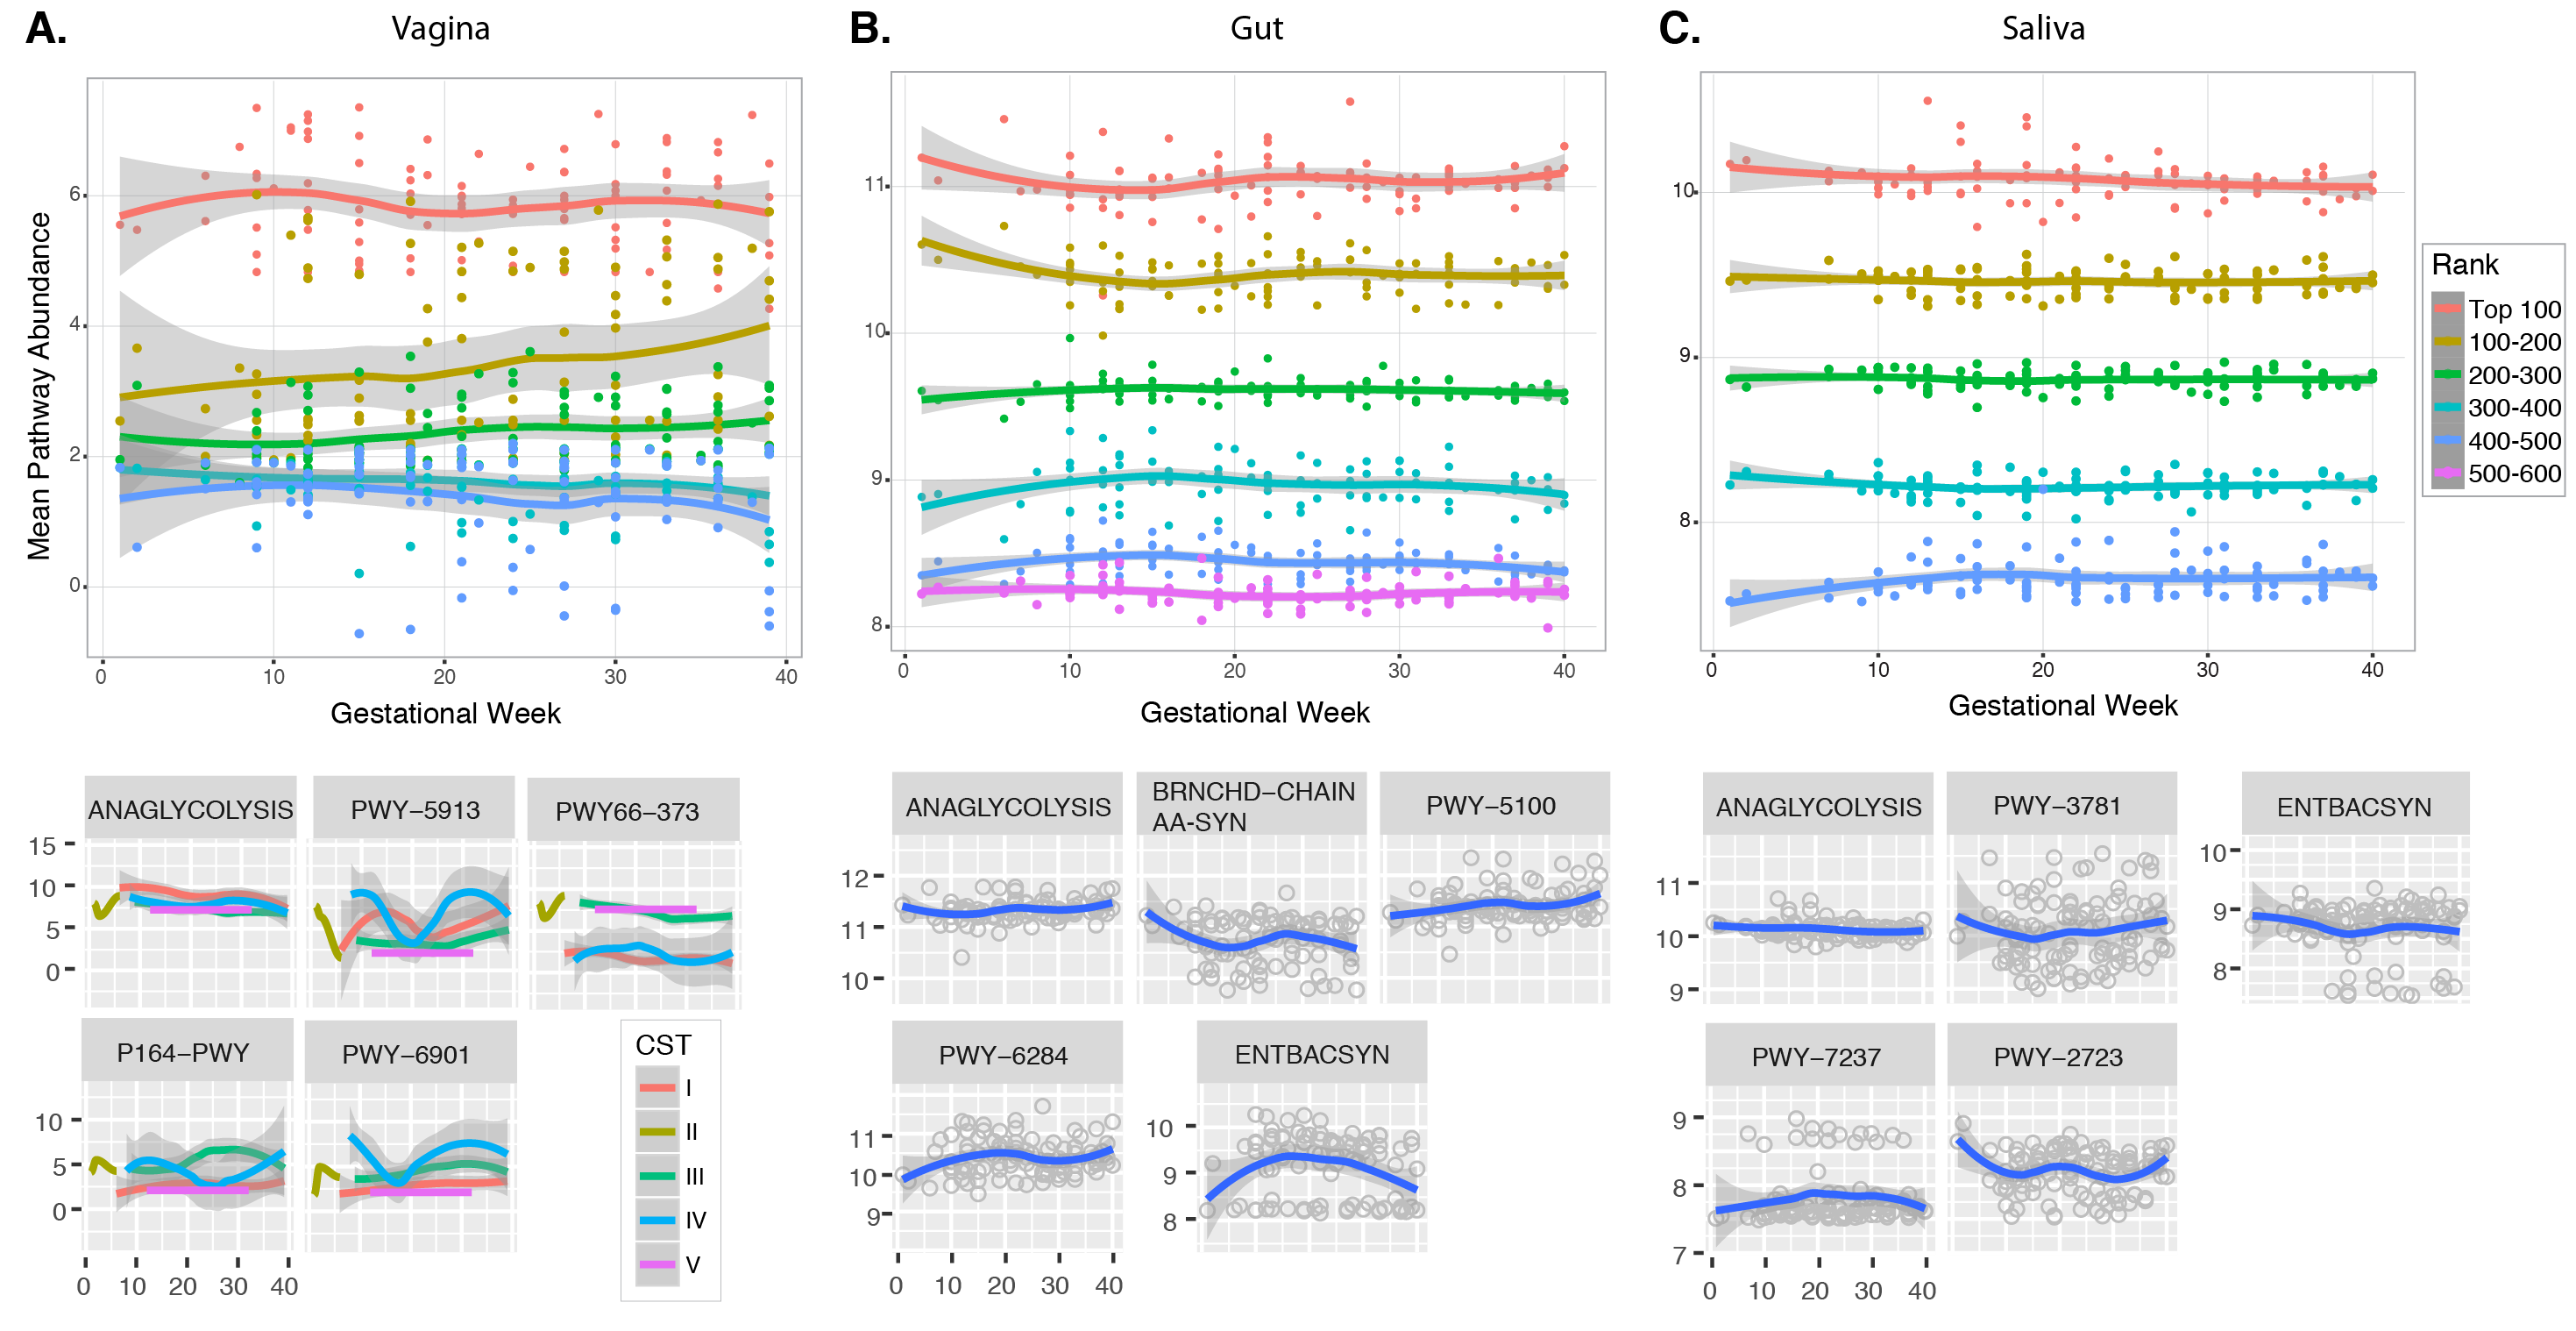 A.
Vagina
B.
Gut
C.
Saliva
Mean Pathway Abundance
6
4
2
0
0
10
20
30
40
Gestational Week
11
10
9
8
0
10
20
30
40
Gestational Week
10
9
8
0
10
20
30
40
Gestational Week
Rank
Top 100
100-200
200-300
300-400
400-500
500-600
ANAGLYCOLYSIS
PWY−5913
PWY66−373
15
10
5
0
P164−PWY
PWY−6901
10
5
0
0
10
20
30
40
CST
I
II
III
IV
V
ANAGLYCOLYSIS
BRNCHD−CHAIN
AA-SYN
PWY−5100
12
11
10
PWY−6284
ENTBACSYN
11
10
9
10
9
8
0
10
20
30
40
ANAGLYCOLYSIS
PWY−3781
ENTBACSYN
11
10
9
10
9
8
PWY−7237
PWY−2723
9
8
7
0
10
20
30
40